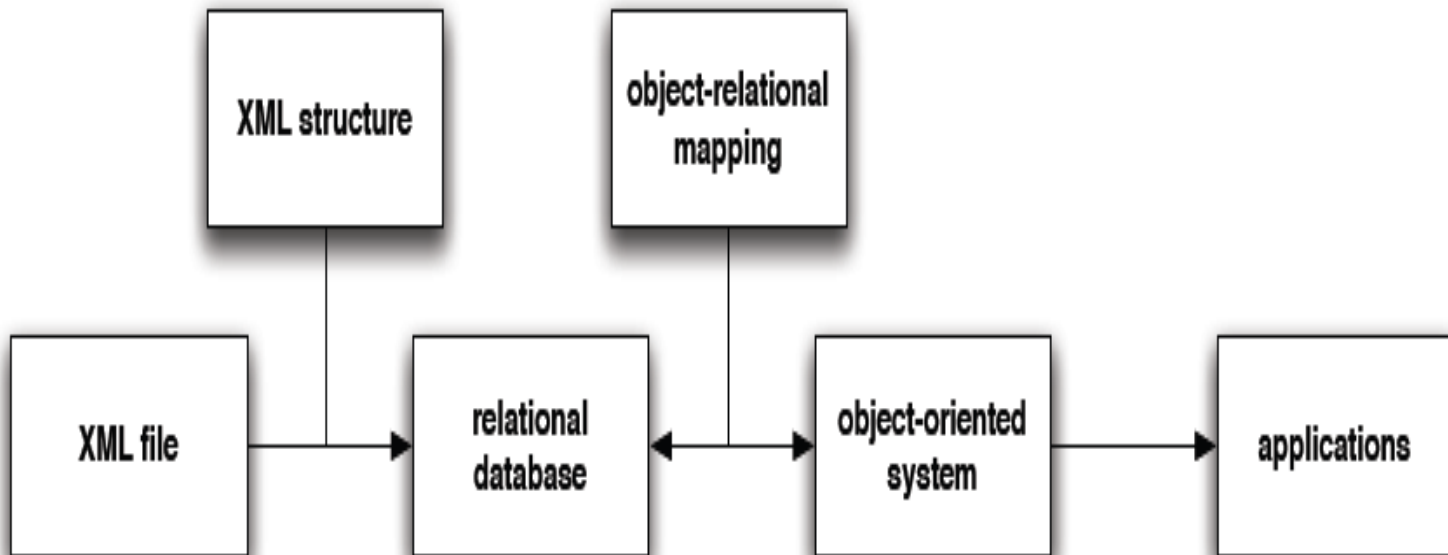 XML structure
object-relational
mapping
XML file
relational
database
object-oriented
system
applications